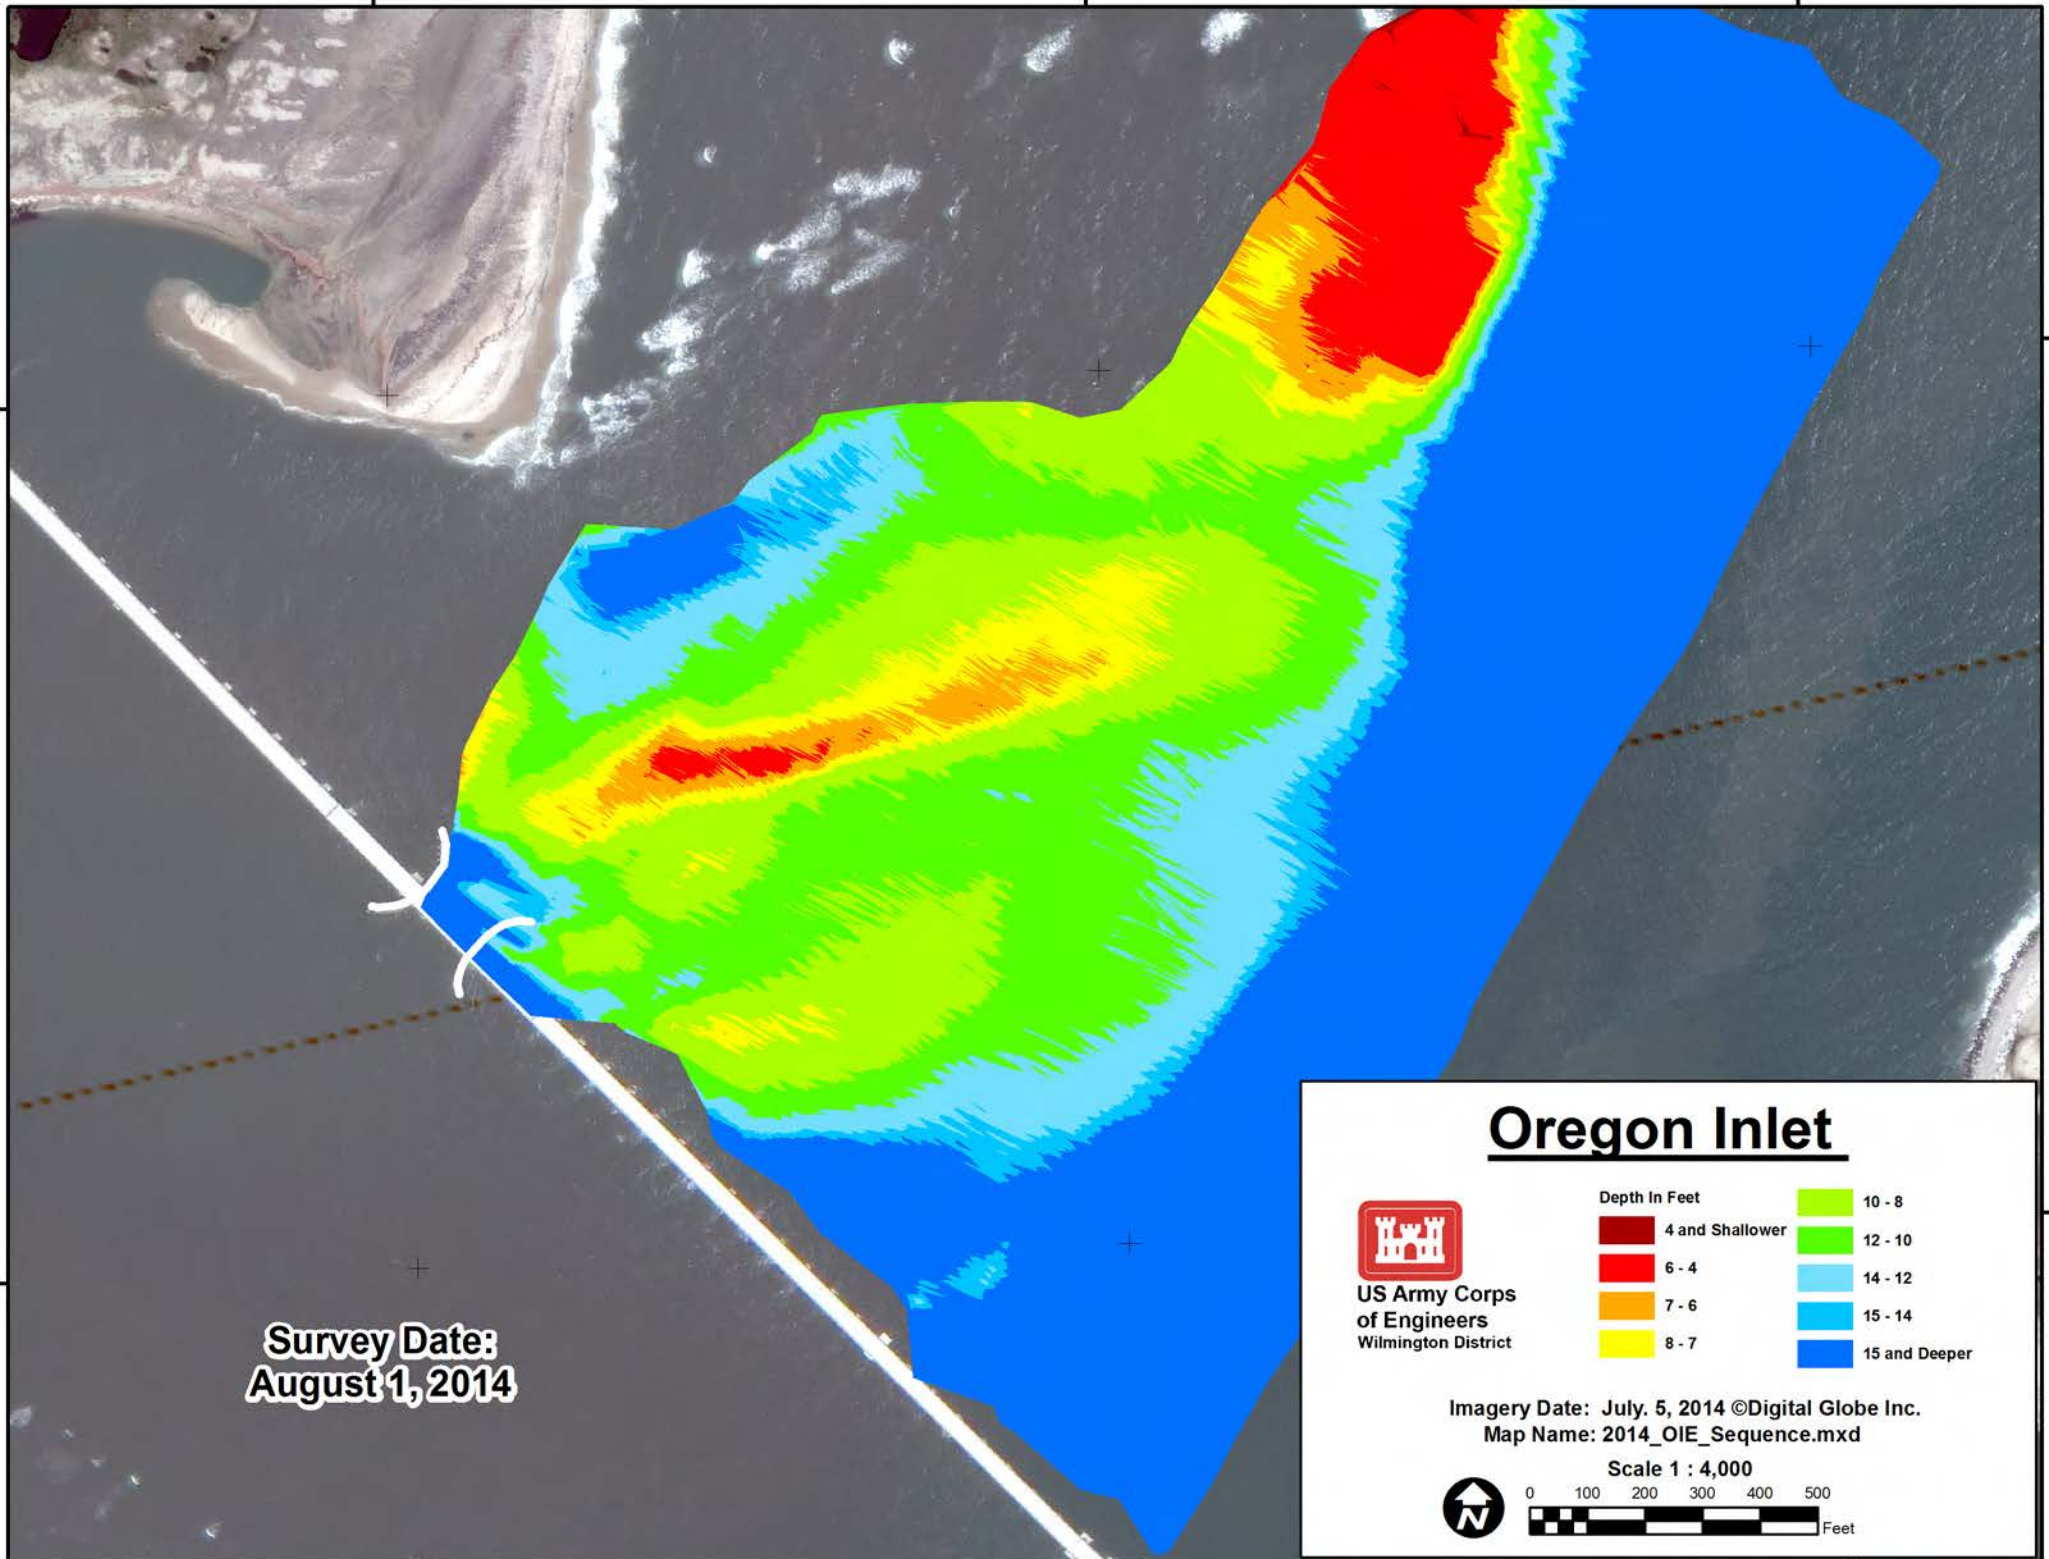 Survey Date:
August 1, 2014
Oregon Inlet
US Army Corps
of Engineers
Wilmington District
Depth In Feet
4 and Shallower
6 - 4
7 - 6
8 - 7
10 - 8
12 - 10
14 - 12
15 - 14
15 and Deeper
Imagery Date: July. 5, 2014 ©Digital Globe Inc.
Map Name: 2014_OIE_Sequence.mxd
Scale 1 : 4,000
N
0 100 200 300 400 500
Feet